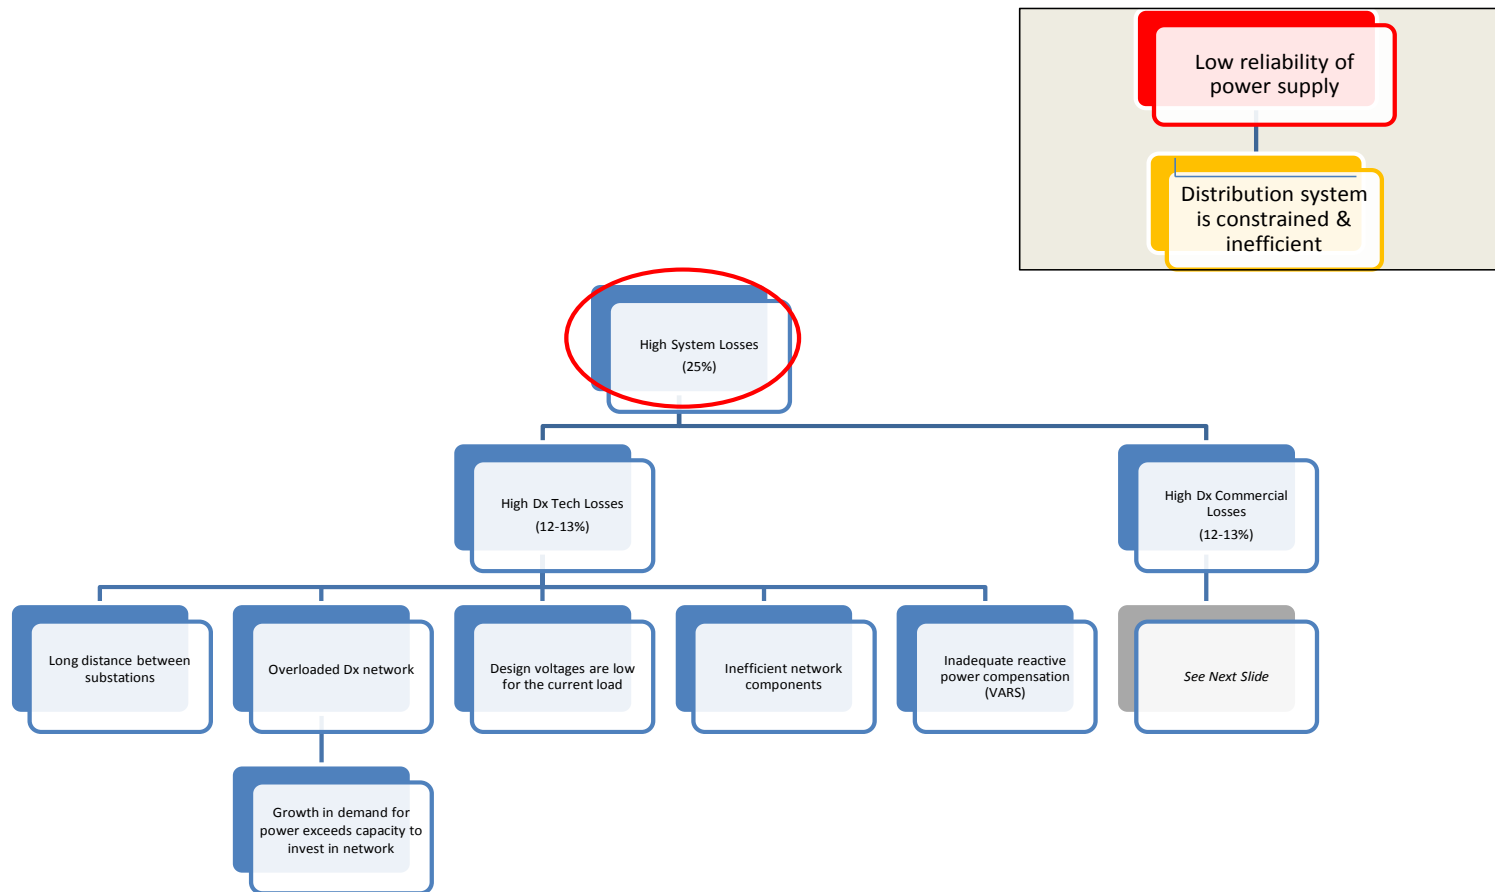 Low reliability of
power supply
Distribution system
is constrained &
inefficient
High System Losses
(25%)
High Dx Tech Losses
(12-13%)
High Dx Commercial
Losses
(12-13%)
Long distance between
substations
Overloaded Dx network
Design voltages are low
for the current load
Inefficient network
components
Inadequate reactive
power compensation
(VARS)
See Next Slide
Growth in demand for
power exceeds capacity to
invest in network